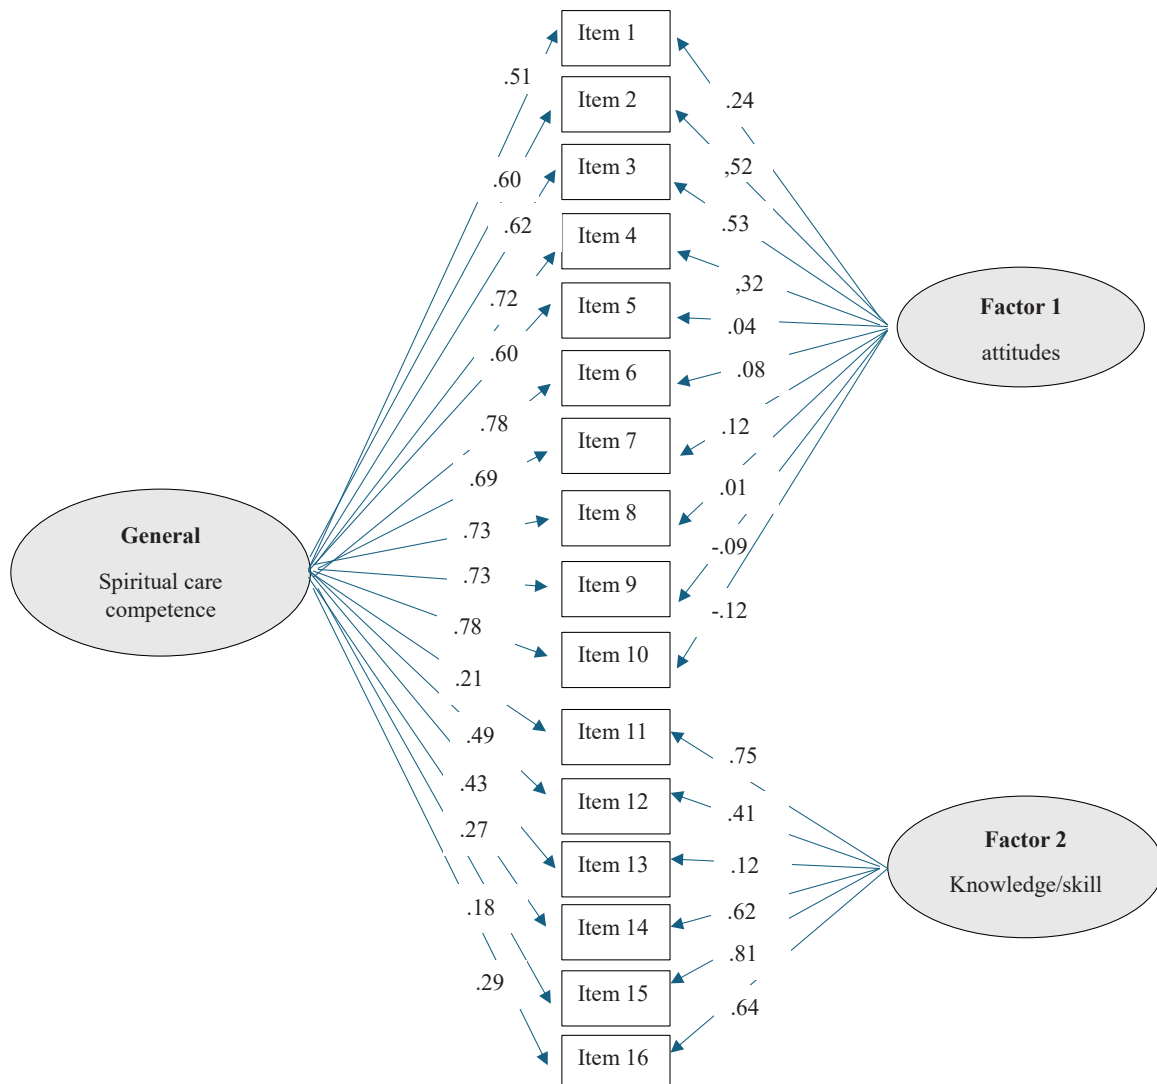 Item 1
.51
.24
Item 2
.60
,52
Item 3
.62
.53
Item 4
.72
,32
Item 5
.60
.04
Factor 1
attitudes
Item 6
.78
.08
Item 7
.69
.12
Item 8
.73
.01
General
Spiritual care
competence
Item 9
.73
-.09
Item 10
.78
-.12
Item 11
.21
.75
Item 12
.49
.41
Item 13
.43
.12
Factor 2
Knowledge/skill
Item 14
.27
.62
Item 15
.18
.81
Item 16
.29
.64